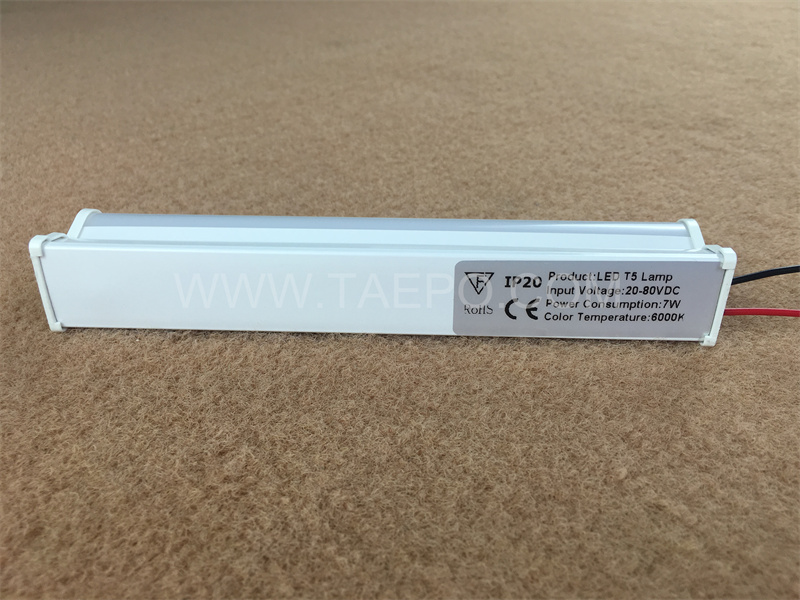 WWW.TAEPO.COM
IP20
RoHS
CE
Product:LED T5 Lamp
Input Voltage:20-80VDC
Power Consumption:7W
Color Temperature:6000K